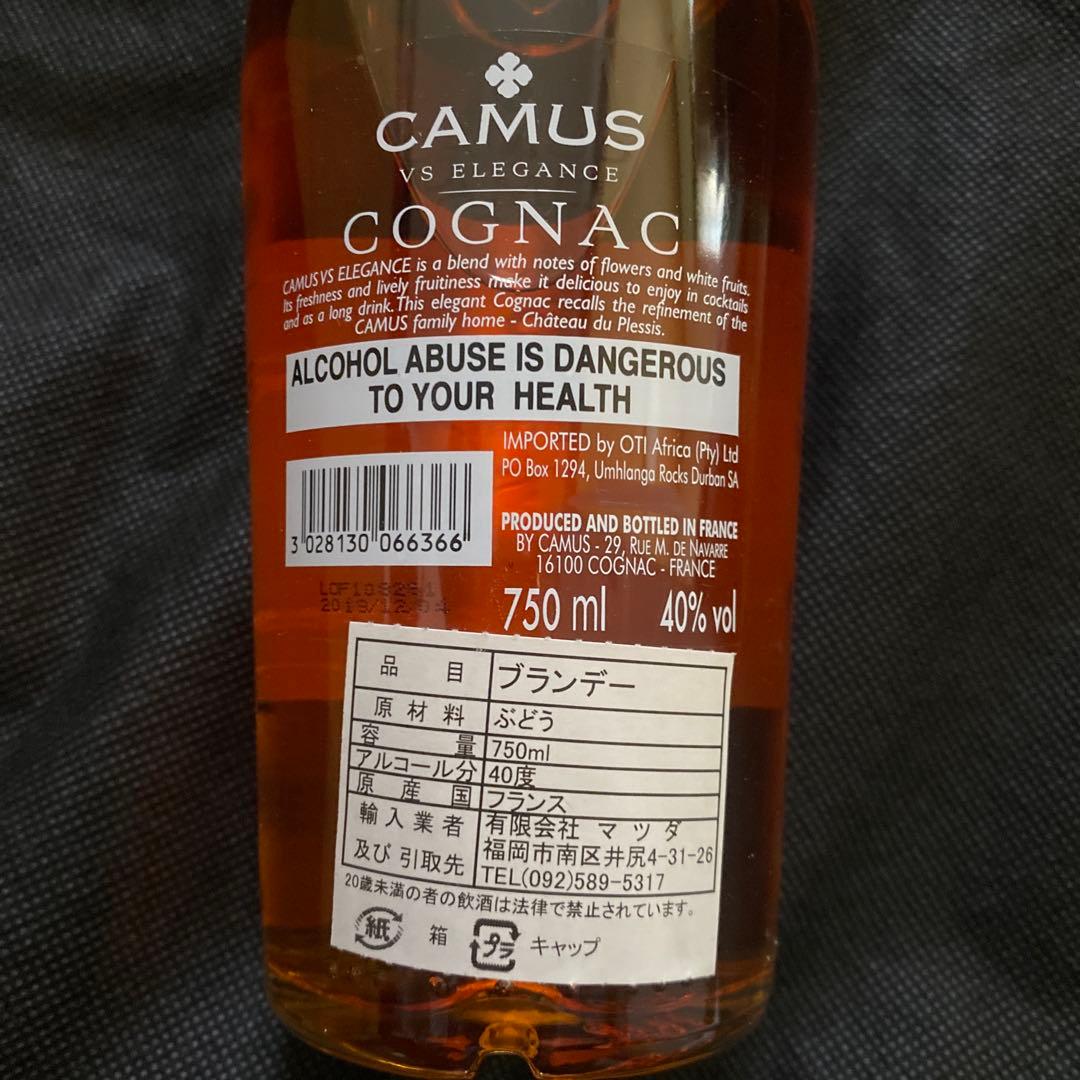 CAMUS
VS ELEGANCE
COGNAC
CAMUS VS ELEGANCE is a blend with notes of flowers and white fruits.
Its freshness and lively fruitiness make it delicious to enjoy in cocktails
and as a long drink. This elegant Cognac recalls the refinement of the
CAMUS family home - Château du Plessis.
ALCOHOL ABUSE IS DANGEROUS
TO YOUR HEALTH
IMPORTED by OTI Africa (Pty) Ltd
PO Box 1294, Umhlanga Rocks Durban SA
3 028130 066366
PRODUCED AND BOTTLED IN FRANCE
BY CAMUS - 29, RUE M. DE NAVARRE
16100 COGNAC - FRANCE
750 ml 40% vol
品目 ブランデー
原材料 ぶどう
容量 750ml
アルコール分 40度
原産国 フランス
輸入業者 有限会社 マツダ
及び 引取先 福岡市南区井尻4-31-26
TEL(092)589-5317
20歳未満の者の飲酒は法律で禁止されています。
紙 箱 プラ キャップ